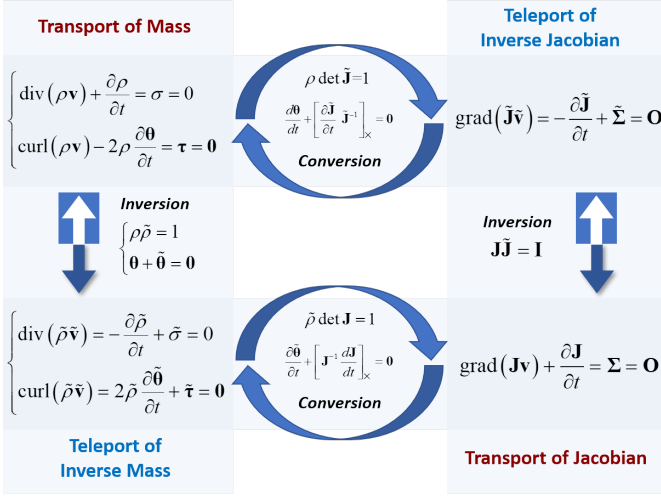 Transport of Mass
div(ρ𝐯) + ∂ρ/∂t = σ = 0
curl(ρ𝐯) − 2ρ ∂𝛉/∂t = 𝛕 = 𝟎
ρ det 𝐉̃ = 1
d𝛉/dt + [∂𝐉̃/∂t 𝐉̃⁻¹]ₓ = 𝟎
Conversion
Teleport of
Inverse Jacobian
grad(𝐉̃𝐯̃) = −∂𝐉̃/∂t + 𝚺̃ = 𝐎
Inversion
ρρ̃ = 1
𝛉 + 𝛉̃ = 𝟎
Inversion
𝐉𝐉̃ = 𝐈
div(ρ̃𝐯̃) = −∂ρ̃/∂t + σ̃ = 0
curl(ρ̃𝐯̃) = 2ρ̃ ∂𝛉̃/∂t + 𝛕̃ = 𝟎
Teleport of
Inverse Mass
ρ̃ det 𝐉 = 1
∂𝛉̃/∂t + [𝐉⁻¹ d𝐉/dt]ₓ = 𝟎
Conversion
grad(𝐉𝐯) + ∂𝐉/∂t = 𝚺 = 𝐎
Transport of Jacobian